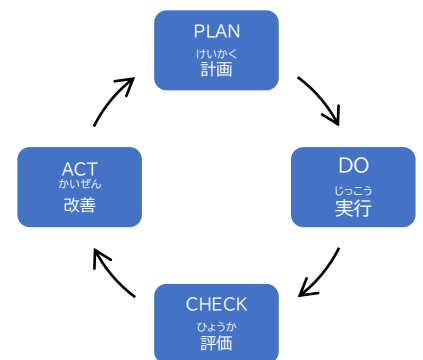 PLAN
けいかく
計画
DO
じっこう
実行
CHECK
ひょうか
評価
ACT
かいぜん
改善